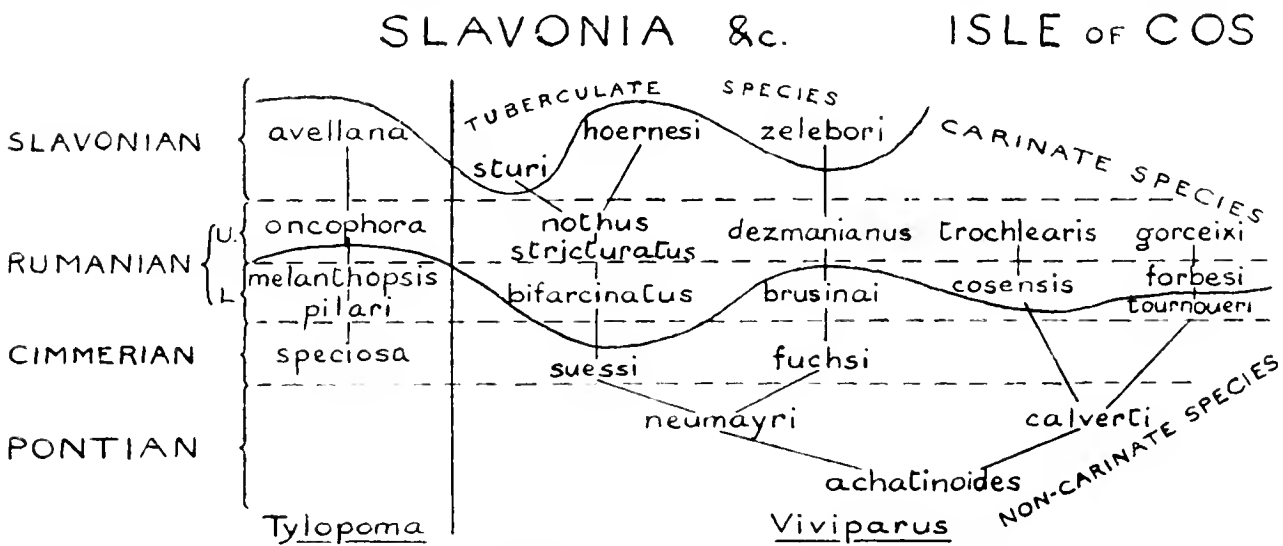 SLAVONIA &c. ISLE OF COS
TUBERCULATE SPECIES
CARINATE SPECIES
SLAVONIAN avellana hoernesi zelebori
sturi
RUMANIAN U. oncophora nothus dezmanianus trochlearis gorceixi
stricturatus
L melanthopsis bifarcinatus brusinai cosensis forbesi
pilari tournoueri
CIMMERIAN speciosa suessi fuchsi
PONTIAN neumayri calverti
achatinoides
NON-CARINATE SPECIES
Tylopoma Viviparus